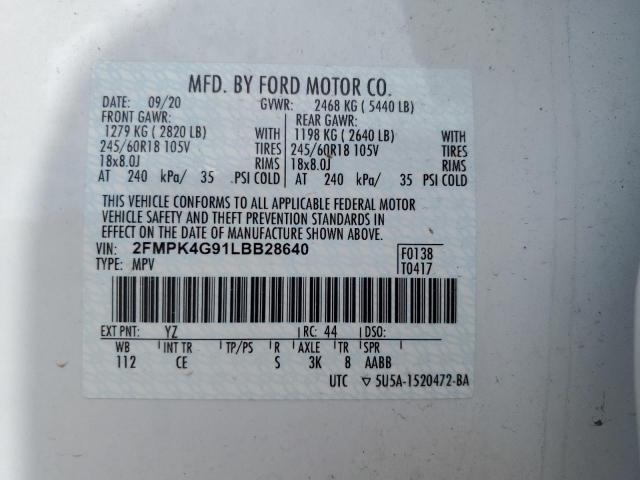 MFD. BY FORD MOTOR CO.
DATE: 09/20 GVWR: 2468 KG ( 5440 LB)
FRONT GAWR: REAR GAWR:
1279 KG ( 2820 LB) WITH 1198 KG ( 2640 LB) WITH
245/60R18 105V TIRES 245/60R18 105V TIRES
18x8.0J RIMS 18x8.0J RIMS
AT 240 kPa/ 35 PSI COLD AT 240 kPa/ 35 PSI COLD
THIS VEHICLE CONFORMS TO ALL APPLICABLE FEDERAL MOTOR
VEHICLE SAFETY AND THEFT PREVENTION STANDARDS IN
EFFECT ON THE DATE OF MANUFACTURE SHOWN ABOVE.
VIN: 2FMPK4G91LBB28640 F0138
TYPE: MPV T0417
EXT PNT: YZ RC: 44 DSO:
WB INT TR TP/PS R AXLE TR SPR
112 CE S 3K 8 AABB
UTC ▽ 5U5A-1520472-BA